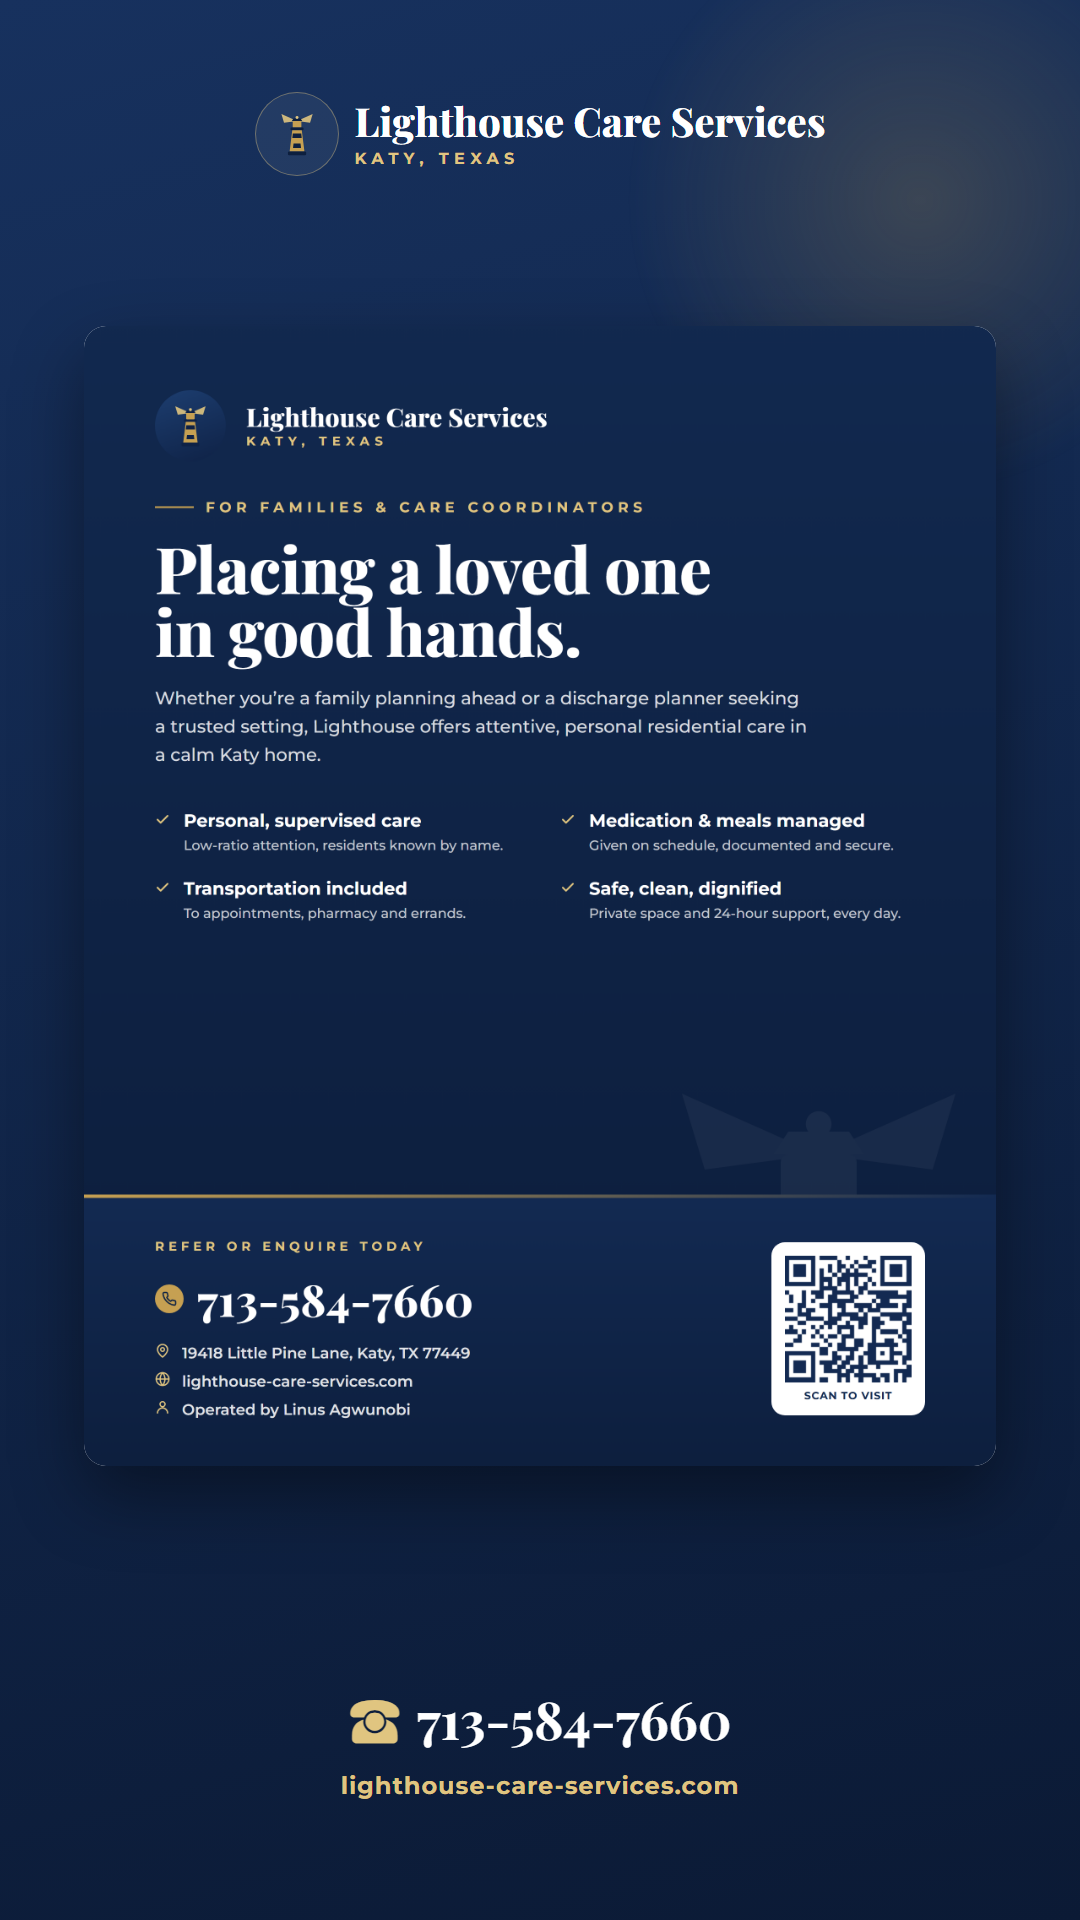 Lighthouse Care Services
KATY, TEXAS
Lighthouse Care Services
KATY, TEXAS
FOR FAMILIES & CARE COORDINATORS
Placing a loved one
in good hands.
Whether you’re a family planning ahead or a discharge planner seeking
a trusted setting, Lighthouse offers attentive, personal residential care in
a calm Katy home.
Personal, supervised care
Low-ratio attention, residents known by name.
Medication & meals managed
Given on schedule, documented and secure.
Transportation included
To appointments, pharmacy and errands.
Safe, clean, dignified
Private space and 24-hour support, every day.
REFER OR ENQUIRE TODAY
713-584-7660
19418 Little Pine Lane, Katy, TX 77449
lighthouse-care-services.com
Operated by Linus Agwunobi
SCAN TO VISIT
713-584-7660
lighthouse-care-services.com